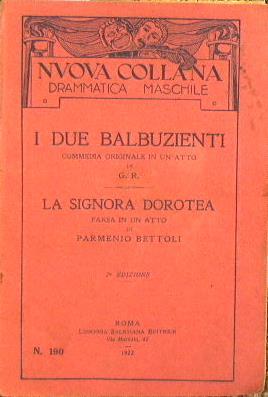 NVOVA COLLANA
DRAMMATICA MASCHILE
I DUE BALBUZIENTI
COMMEDIA ORIGINALE IN UN ATTO
DI
G. R.
LA SIGNORA DOROTEA
FARSA IN UN ATTO
DI
PARMENIO BETTOLI
2ª EDIZIONE
ROMA
LIBRERIA SALESIANA EDITRICE
Via Marsala, 42
N. 190
1922